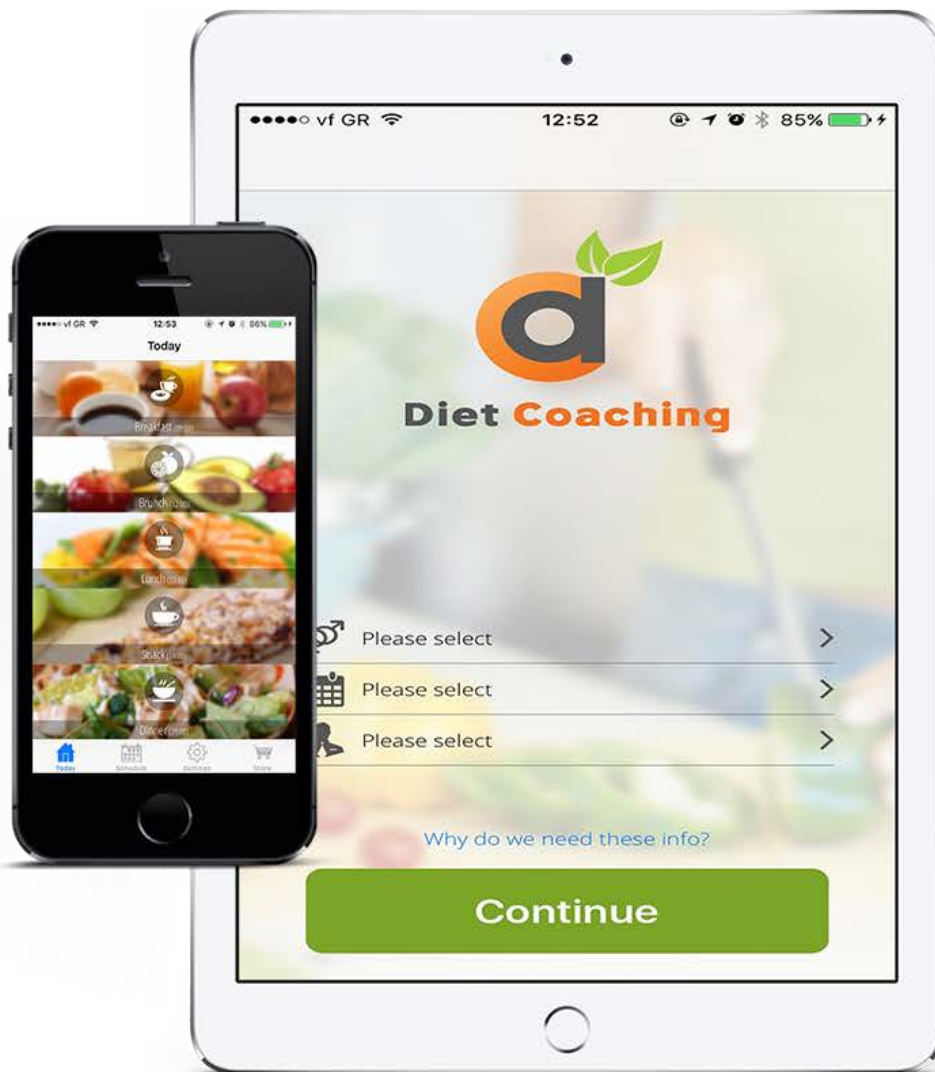 vf GR
12:52
85%
Diet Coaching
Please select
Please select
Please select
Why do we need these info?
Continue
vf GR
12:53
86%
Today
Breakfast
Brunch
Lunch
Snack
Dinner
Today
Schedule
Settings
Store